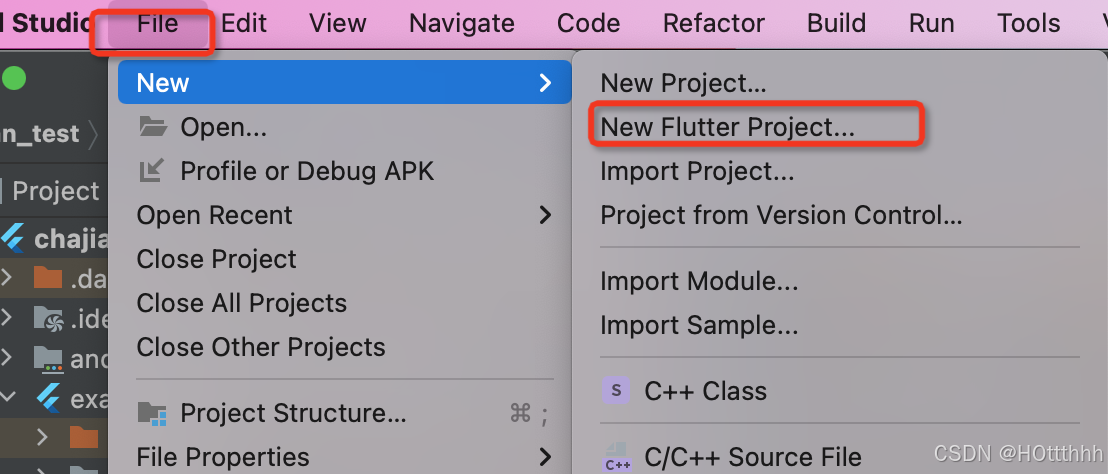 Studio File Edit View Navigate Code Refactor Build Run Tools
New
New Project...
Open...
New Flutter Project...
Profile or Debug APK
Import Project...
Open Recent
Project from Version Control...
Close Project
Close All Projects
Import Module...
Close Other Projects
Import Sample...
Project Structure... ⌘ ;
S C++ Class
File Properties
C++ C/C++ Source File
n_test
Project
chajia
.da
.ide
and
exa
CSDN @HOttthhh